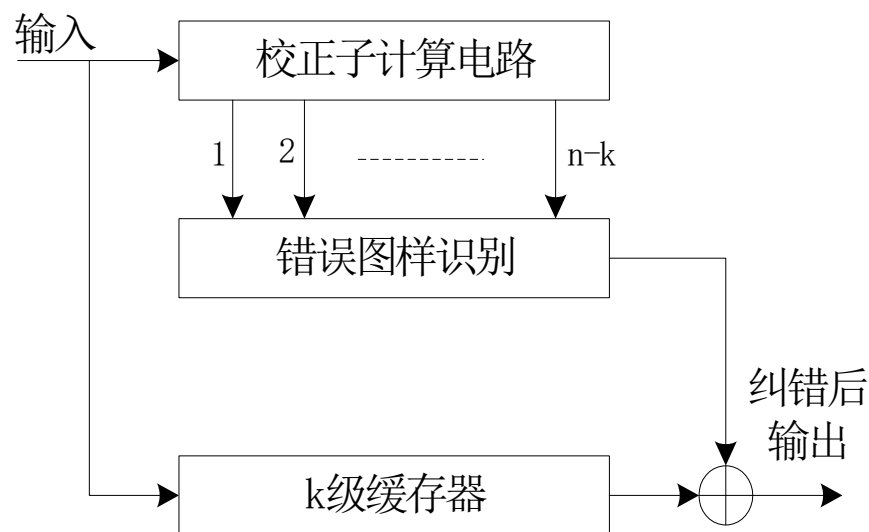 输入
校正子计算电路
1
2
n-k
错误图样识别
纠错后
输出
k级缓存器